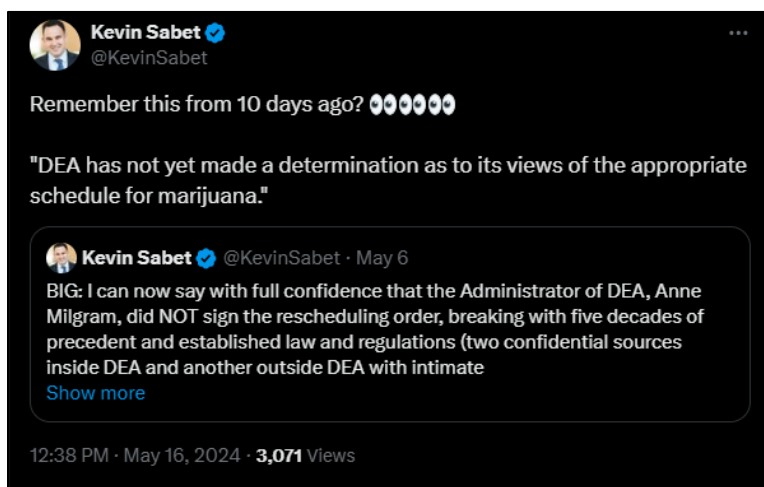 Kevin Sabet
@KevinSabet
Remember this from 10 days ago? 👀👀👀
"DEA has not yet made a determination as to its views of the appropriate
schedule for marijuana."
Kevin Sabet @KevinSabet · May 6
BIG: I can now say with full confidence that the Administrator of DEA, Anne
Milgram, did NOT sign the rescheduling order, breaking with five decades of
precedent and established law and regulations (two confidential sources
inside DEA and another outside DEA with intimate
Show more
12:38 PM · May 16, 2024 · 3,071 Views